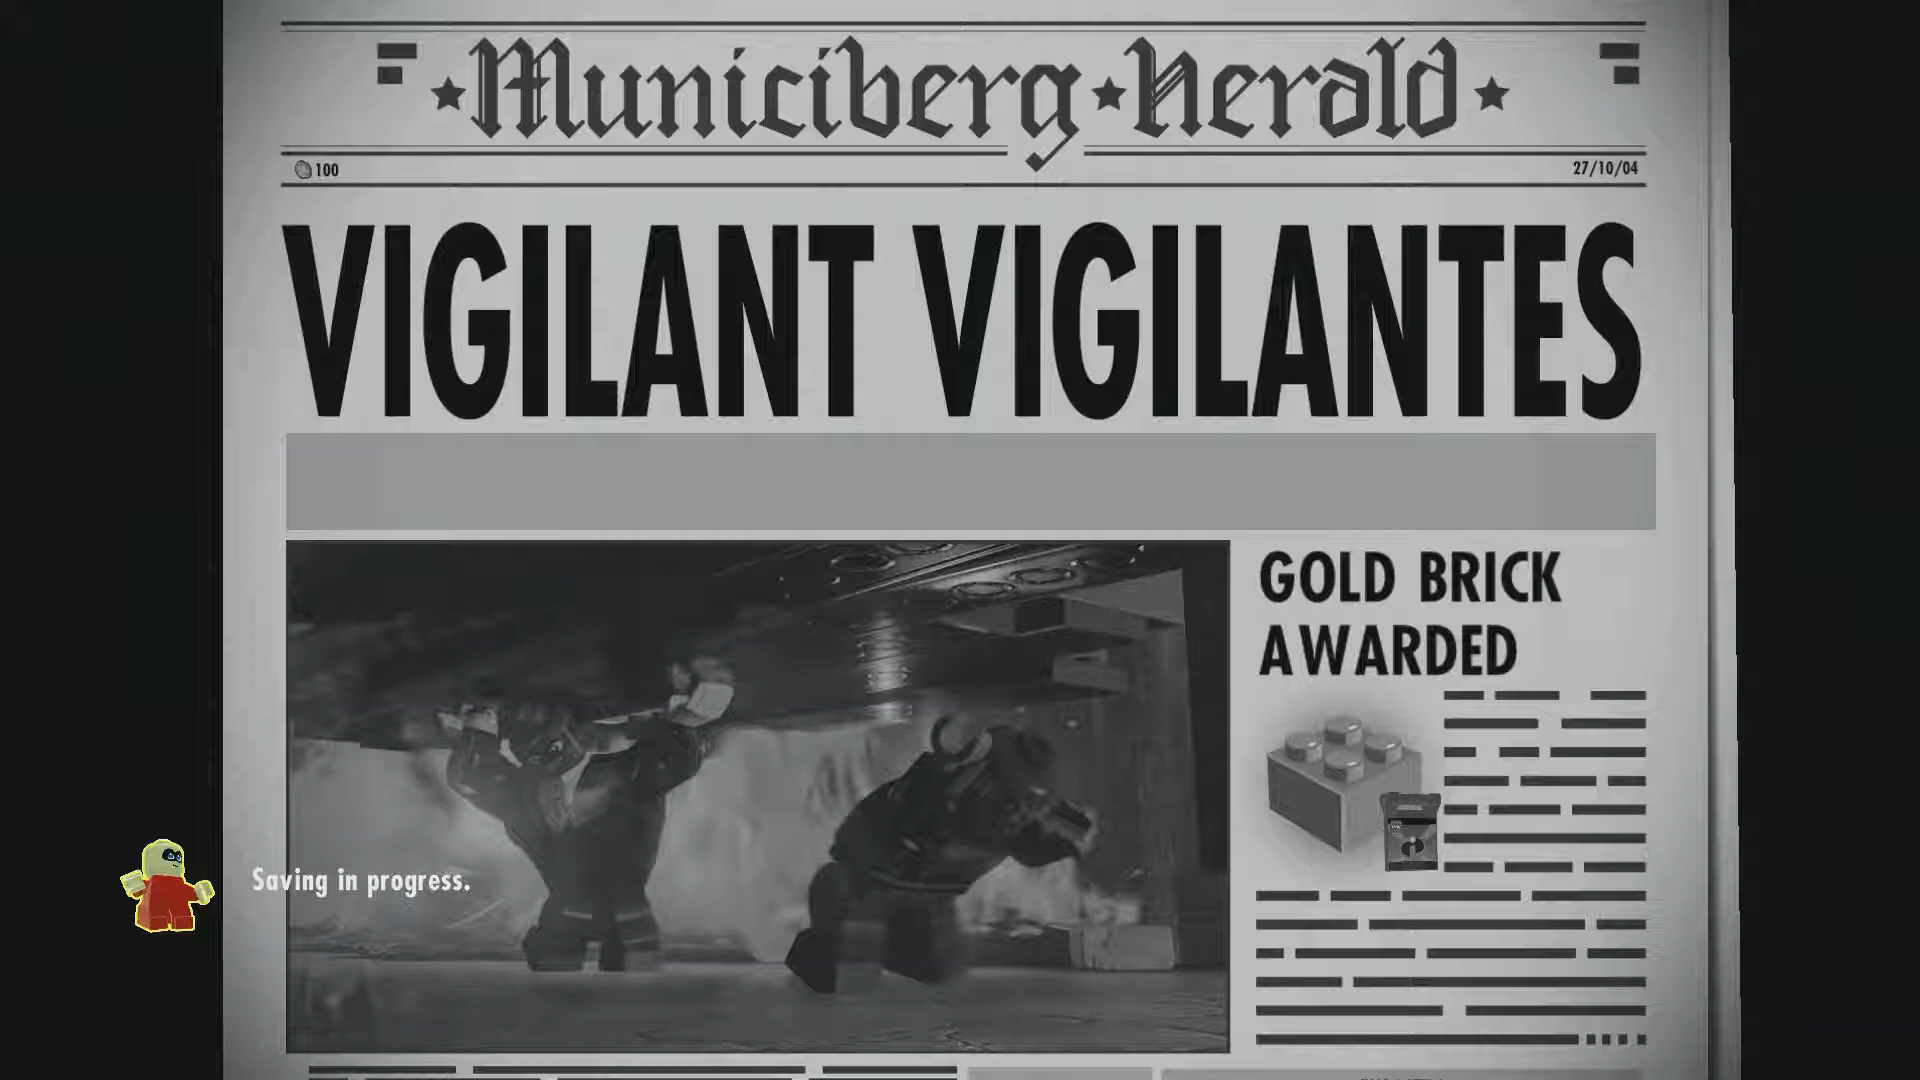 Municiberg Herald
100
27/10/04
VIGILANT VIGILANTES
GOLD BRICK
AWARDED
Saving in progress.